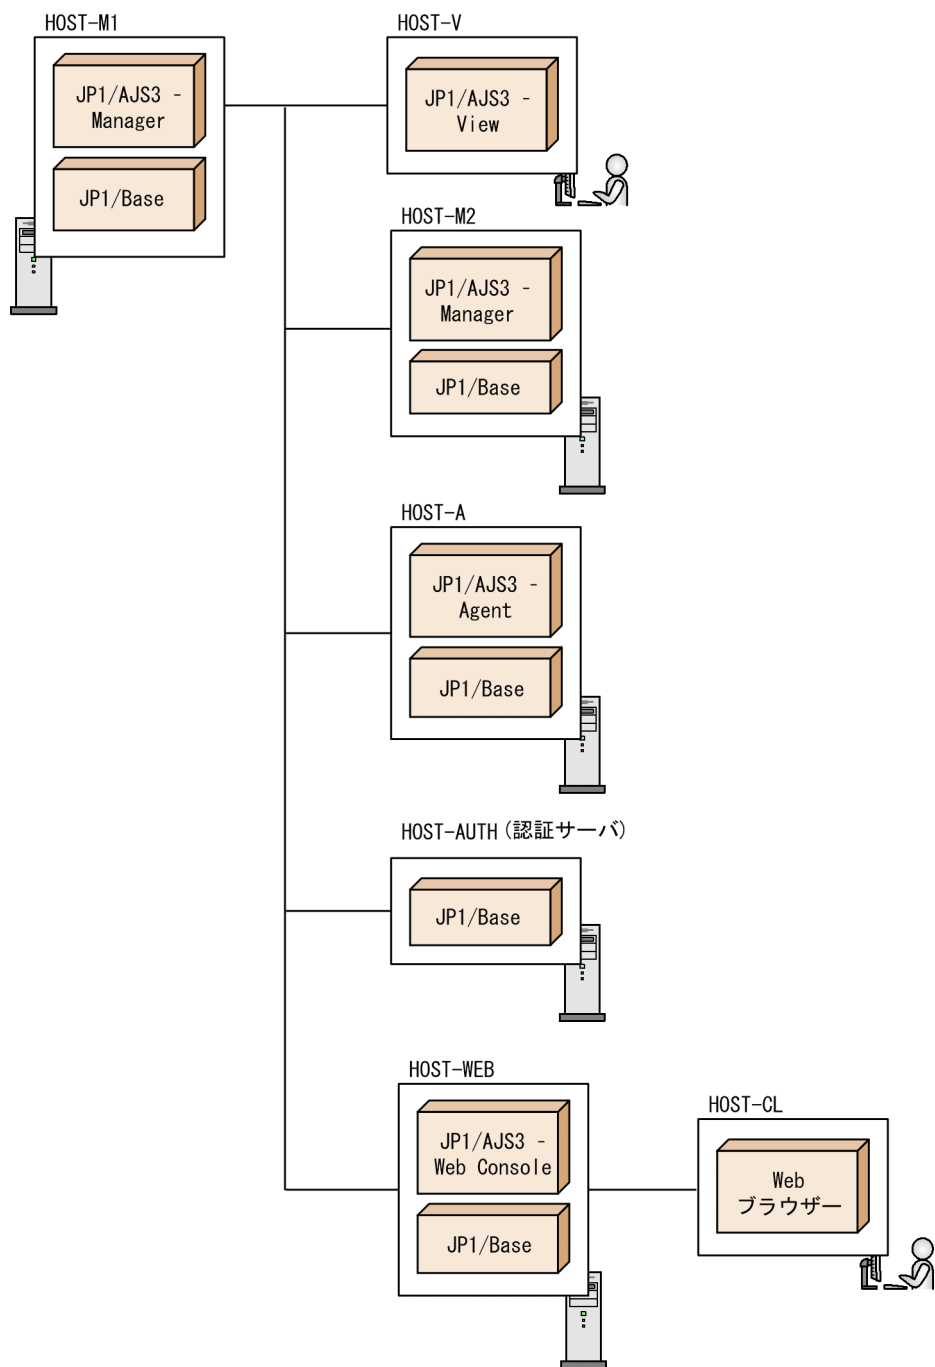 HOST-M1
JP1/AJS3 -
Manager
JP1/Base
HOST-V
JP1/AJS3 -
View
HOST-M2
JP1/AJS3 -
Manager
JP1/Base
HOST-A
JP1/AJS3 -
Agent
JP1/Base
HOST-AUTH(認証サーバ)
JP1/Base
HOST-WEB
JP1/AJS3 -
Web Console
JP1/Base
HOST-CL
Web
ブラウザー